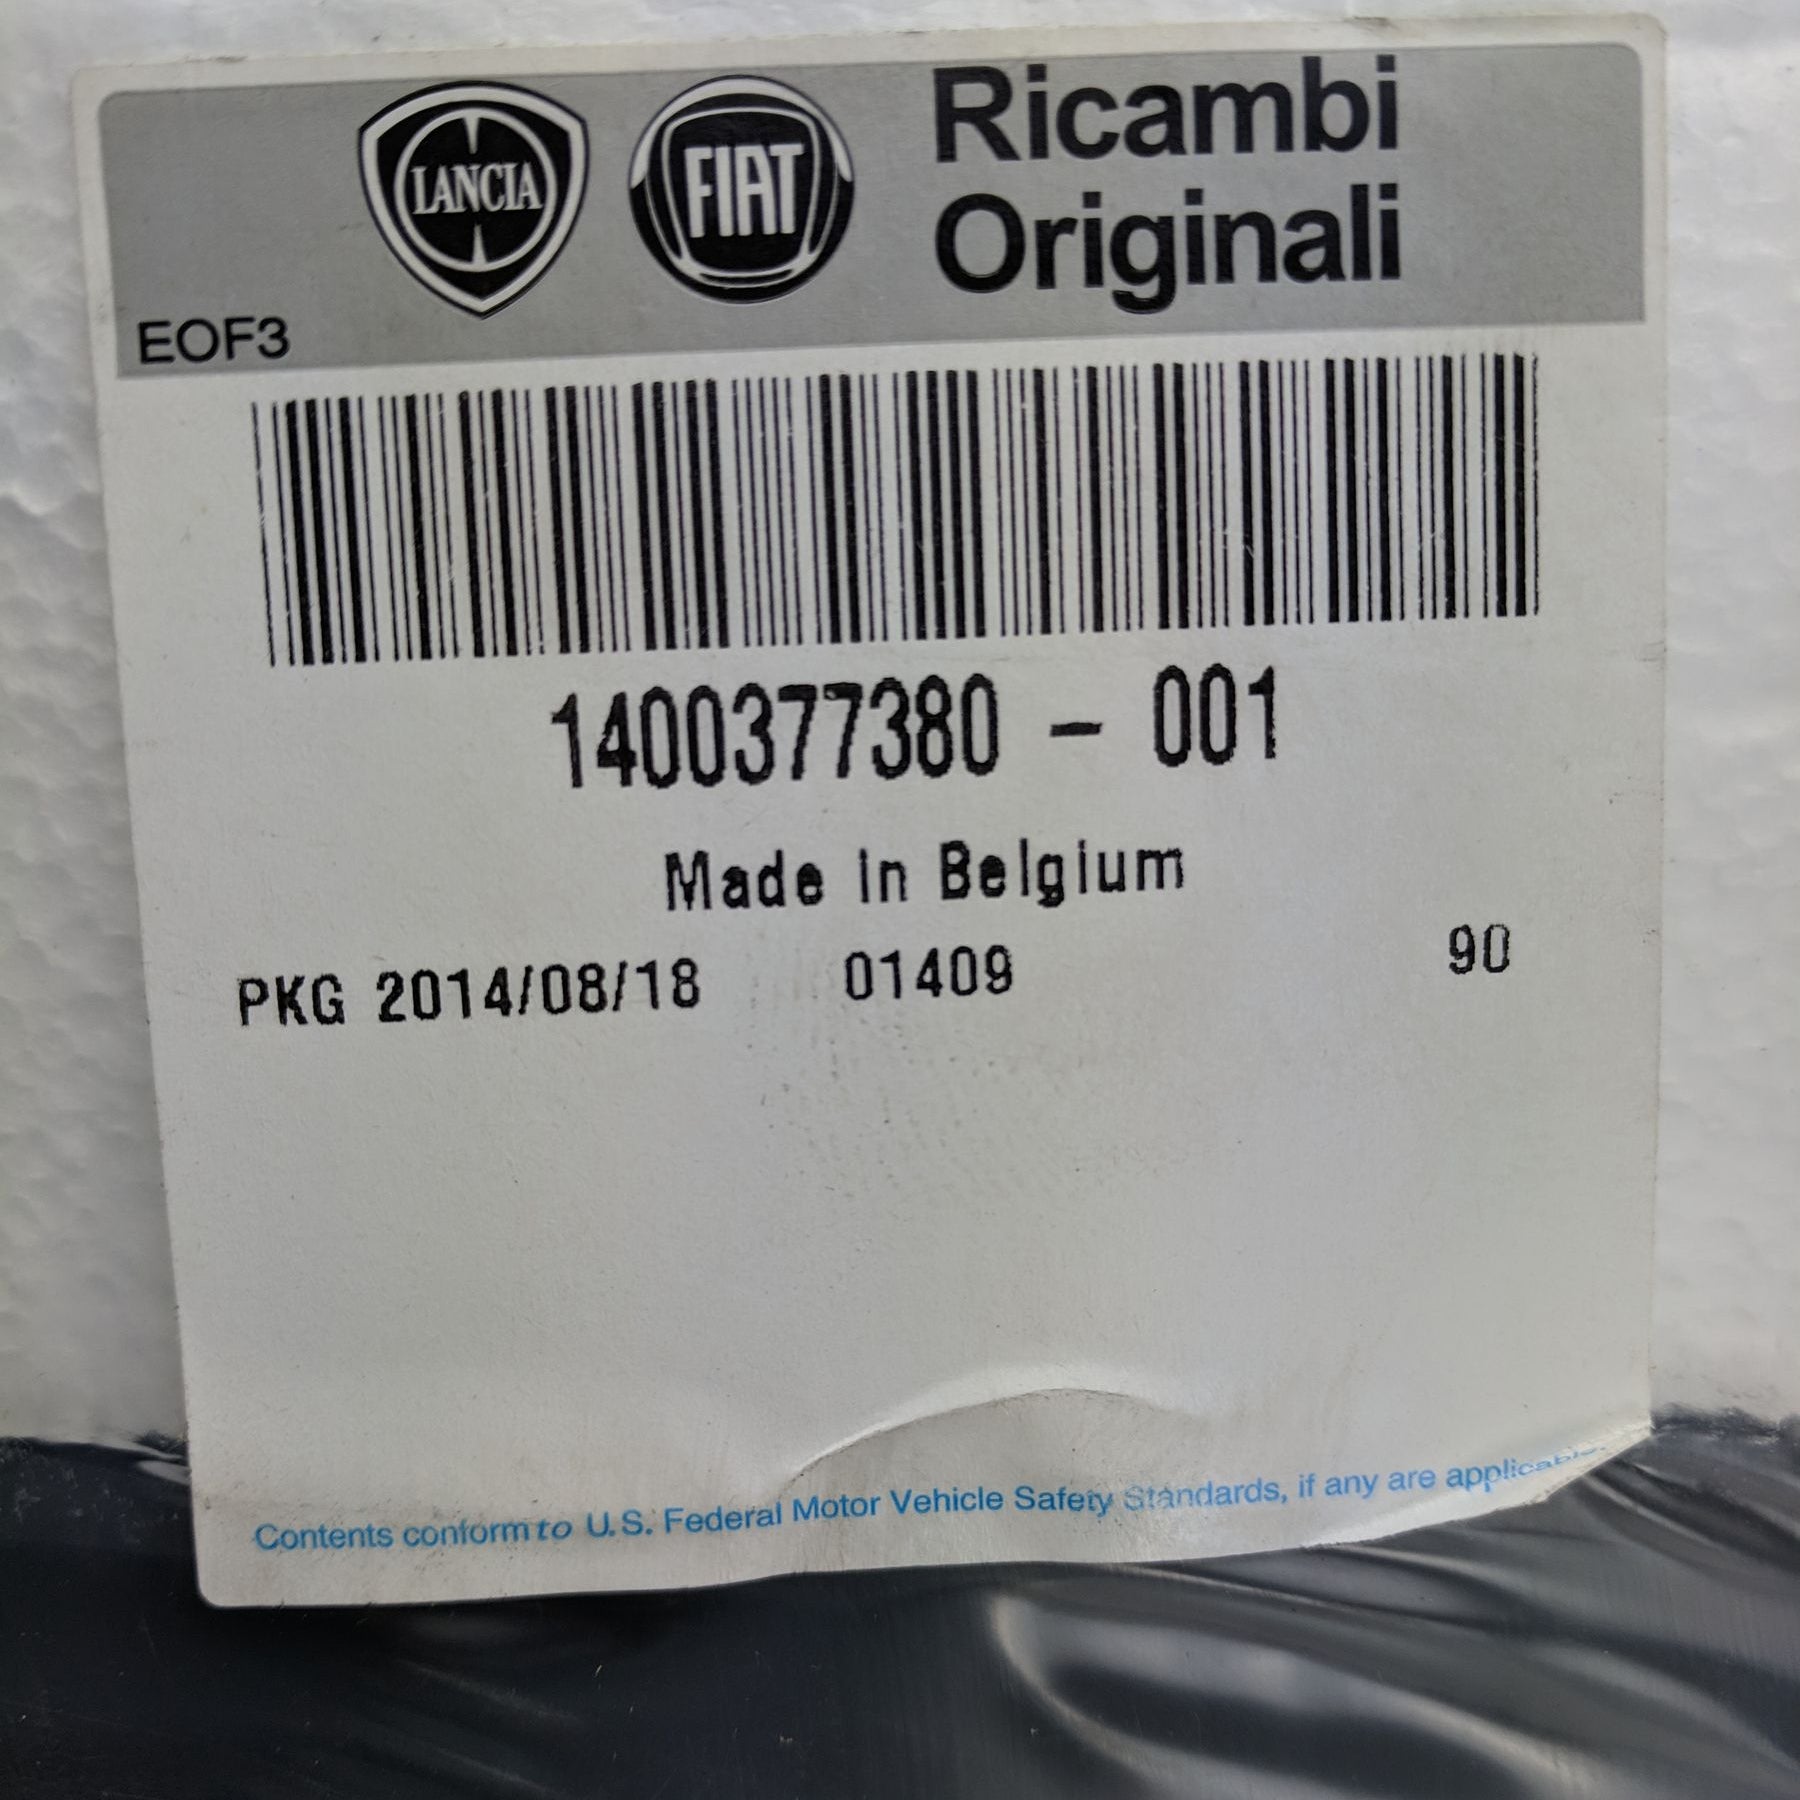 LANCIA
FIAT
Ricambi
Originali
EOF3
1400377380 - 001
Made in Belgium
PKG 2014/08/18 01409 90
Contents conform to U.S. Federal Motor Vehicle Safety Standards, if any are applicable.